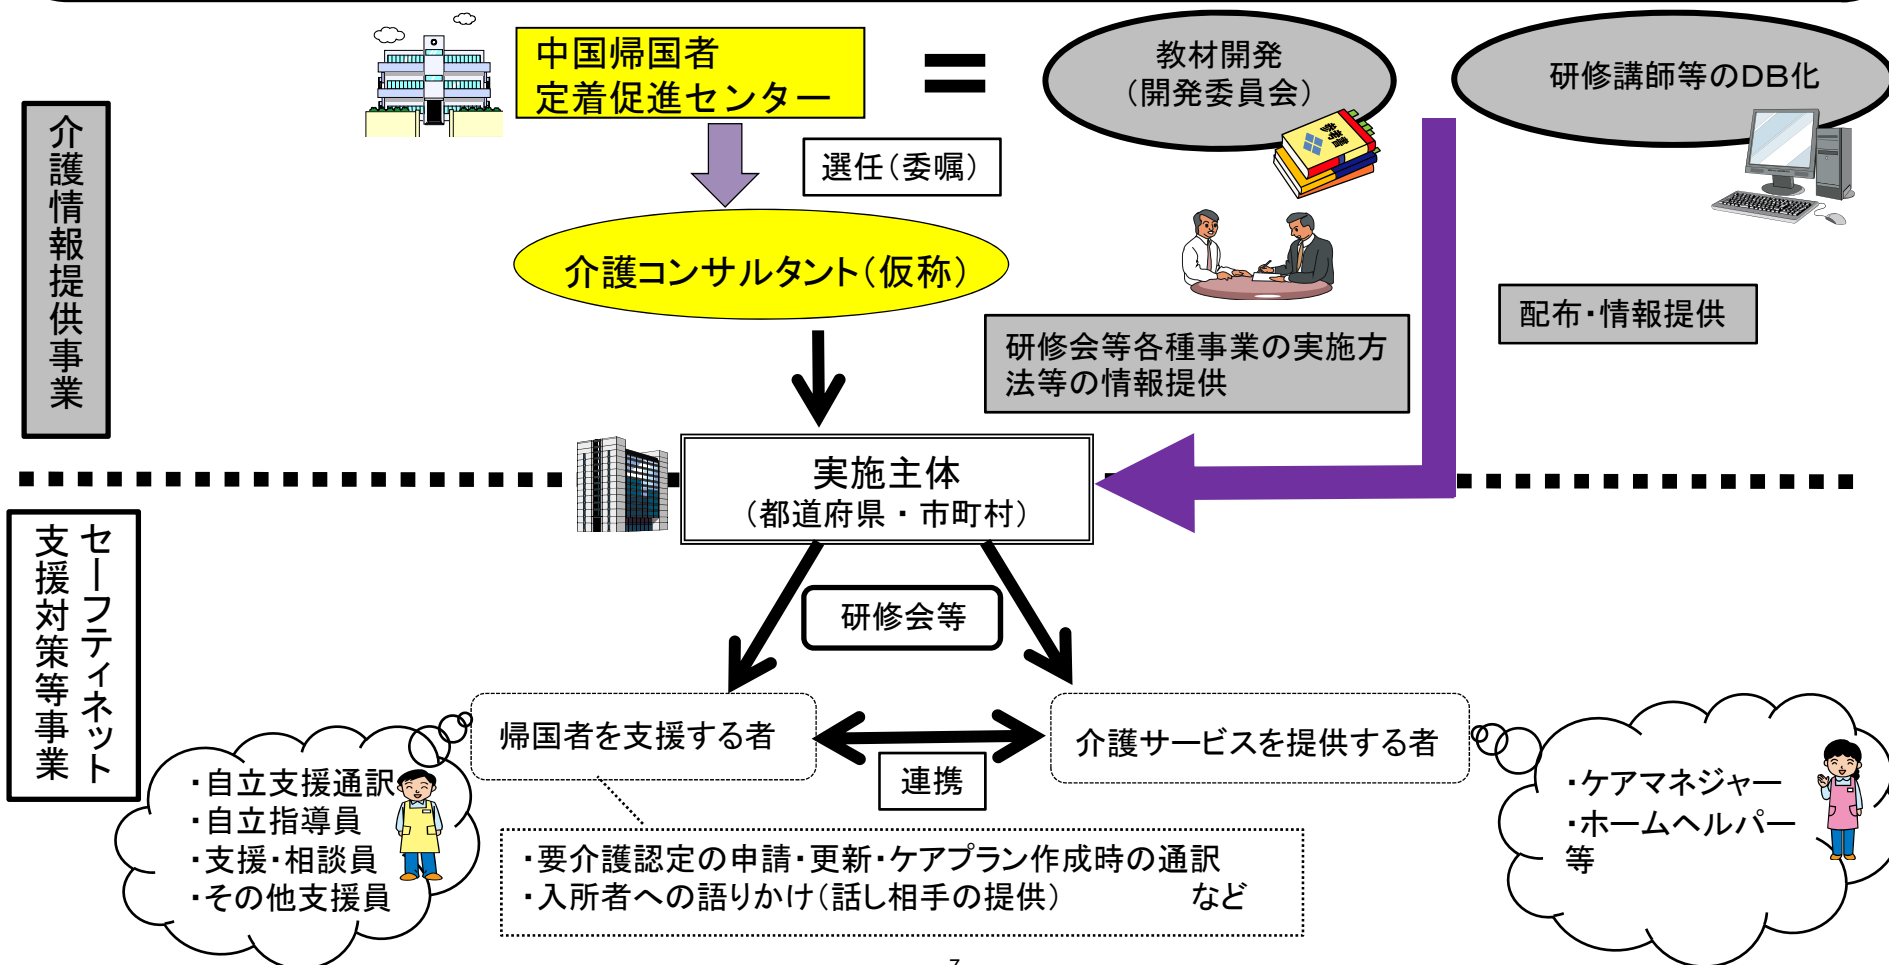 中国帰国者
定着促進センター
＝
教材開発
（開発委員会）
研修講師等のＤＢ化
参考書
介護情報提供事業
選任（委嘱）
介護コンサルタント（仮称）
研修会等各種事業の実施方
法等の情報提供
配布・情報提供
実施主体
（都道府県・市町村）
セーフティネット
支援対策等事業
研修会等
帰国者を支援する者
介護サービスを提供する者
連携
・自立支援通訳
・自立指導員
・支援・相談員
・その他支援員
・ケアマネジャー
・ホームヘルパー
等
・要介護認定の申請・更新・ケアプラン作成時の通訳
・入所者への語りかけ（話し相手の提供）　など